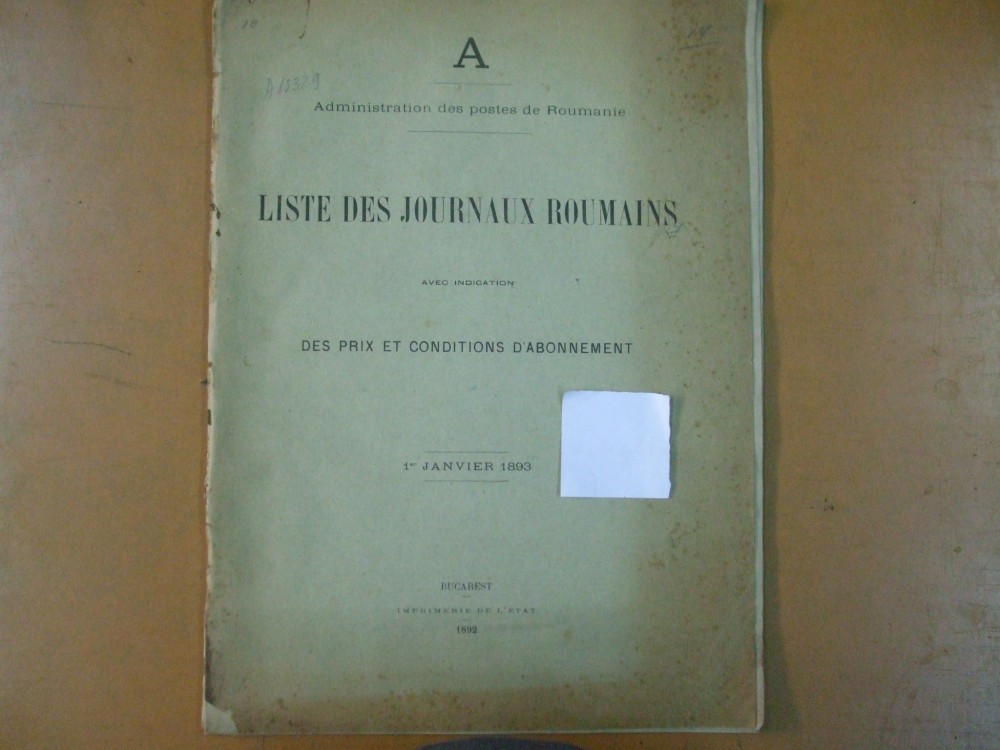 A
Administration des postes de Roumanie
LISTE DES JOURNAUX ROUMAINS
AVEC INDICATION
DES PRIX ET CONDITIONS D'ABONNEMENT
1er JANVIER 1893
BUCAREST
IMPRIMERIE DE L'ÉTAT
1892